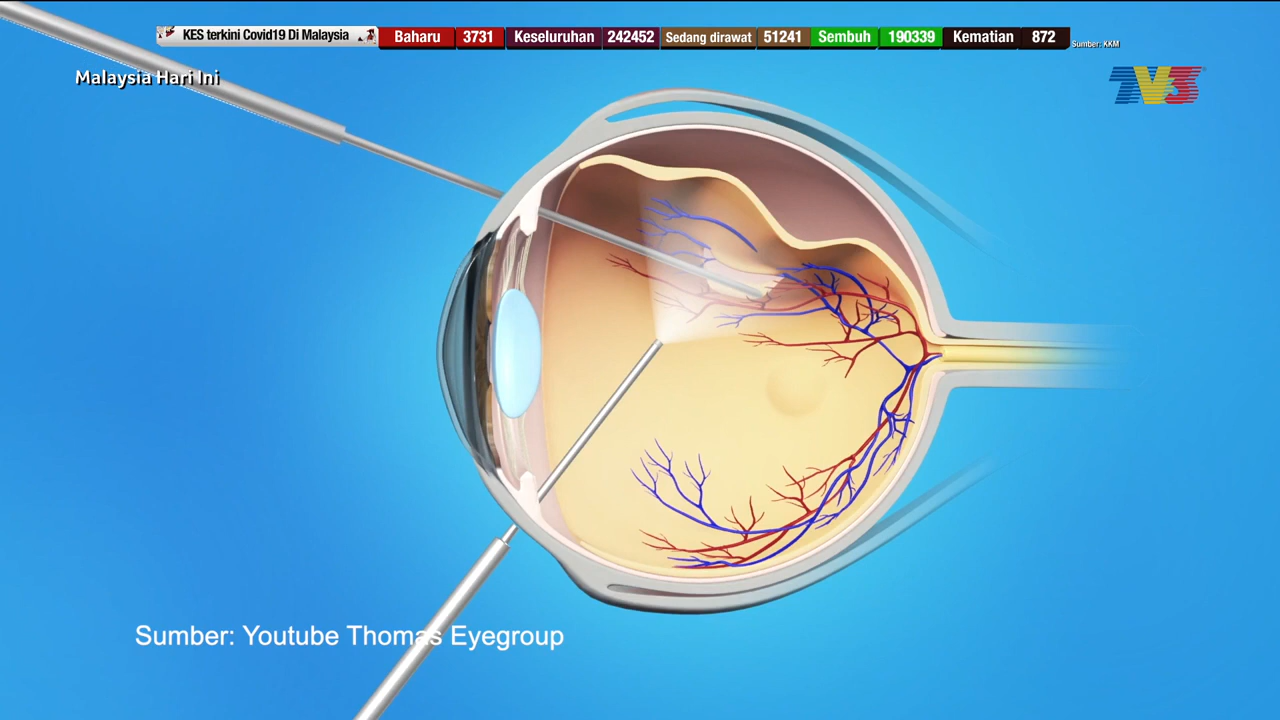 KES terkini Covid19 Di Malaysia Baharu 3731 Keseluruhan 242452 Sedang dirawat 51241 Sembuh 190339 Kematian 872 Sumber: KKM
Malaysia Hari Ini
TV3
Sumber: Youtube Thomas Eyegroup